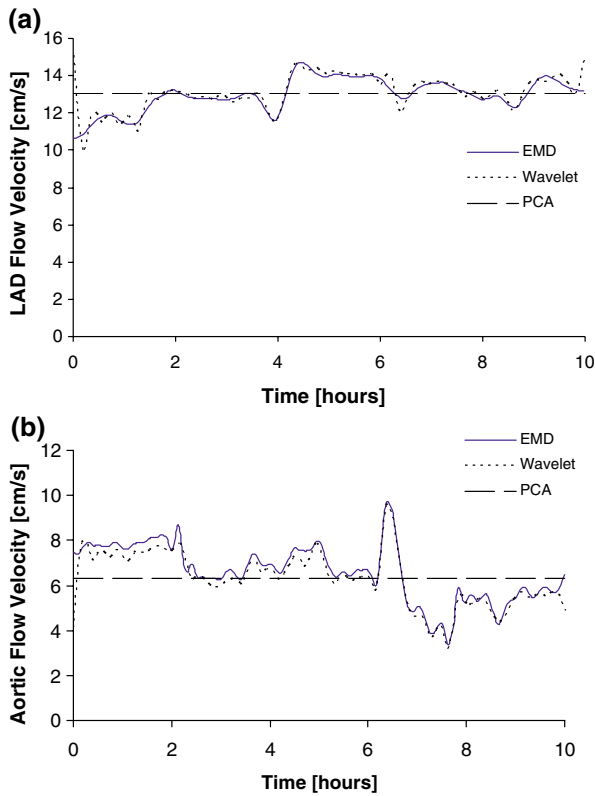 (a)
16
14
12
10
8
6
4
2
0
LAD Flow Velocity [cm/s]
EMD
Wavelet
PCA
0 2 4 6 8 10
Time [hours]
(b)
12
10
8
6
4
2
0
Aortic Flow Velocity [cm/s]
EMD
Wavelet
PCA
0 2 4 6 8 10
Time [hours]